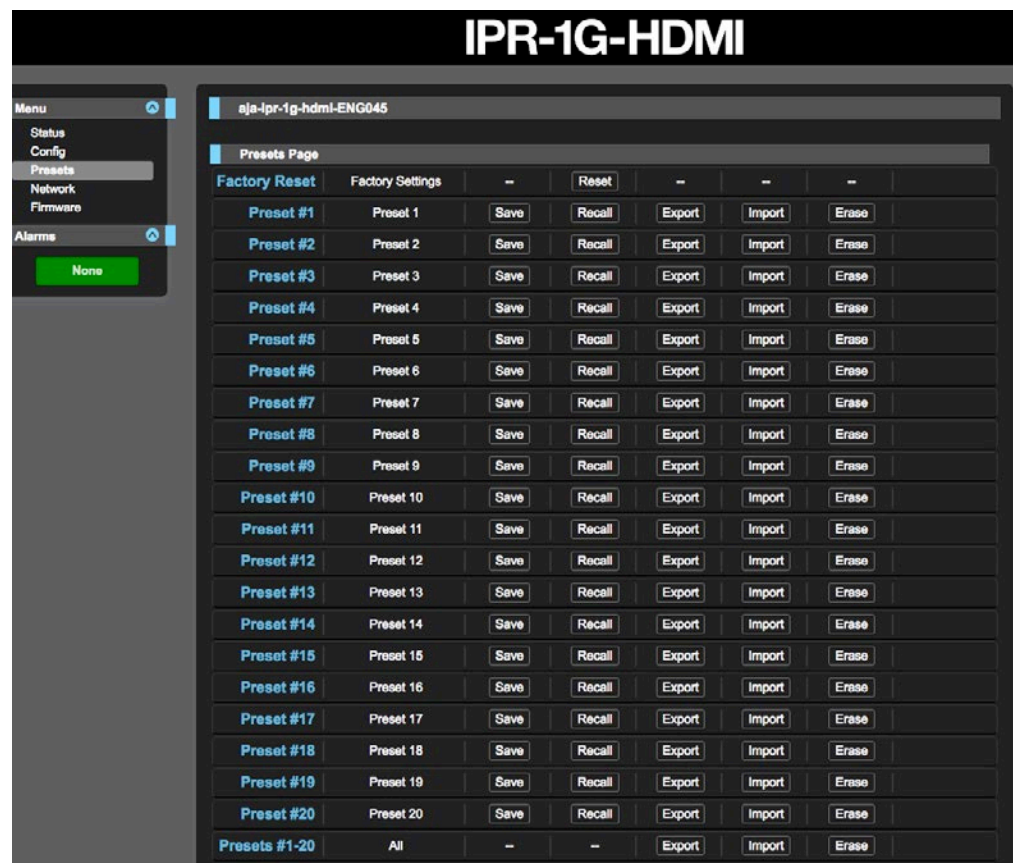 IPR-1G-HDMI
Menu
Status
Config
Presets
Network
Firmware
Alarms
None
aja-ipr-1g-hdmi-ENG045
Presets Page
Factory Reset Factory Settings -- Reset -- -- --
Preset #1 Preset 1 Save Recall Export Import Erase
Preset #2 Preset 2 Save Recall Export Import Erase
Preset #3 Preset 3 Save Recall Export Import Erase
Preset #4 Preset 4 Save Recall Export Import Erase
Preset #5 Preset 5 Save Recall Export Import Erase
Preset #6 Preset 6 Save Recall Export Import Erase
Preset #7 Preset 7 Save Recall Export Import Erase
Preset #8 Preset 8 Save Recall Export Import Erase
Preset #9 Preset 9 Save Recall Export Import Erase
Preset #10 Preset 10 Save Recall Export Import Erase
Preset #11 Preset 11 Save Recall Export Import Erase
Preset #12 Preset 12 Save Recall Export Import Erase
Preset #13 Preset 13 Save Recall Export Import Erase
Preset #14 Preset 14 Save Recall Export Import Erase
Preset #15 Preset 15 Save Recall Export Import Erase
Preset #16 Preset 16 Save Recall Export Import Erase
Preset #17 Preset 17 Save Recall Export Import Erase
Preset #18 Preset 18 Save Recall Export Import Erase
Preset #19 Preset 19 Save Recall Export Import Erase
Preset #20 Preset 20 Save Recall Export Import Erase
Presets #1-20 All -- -- Export Import Erase